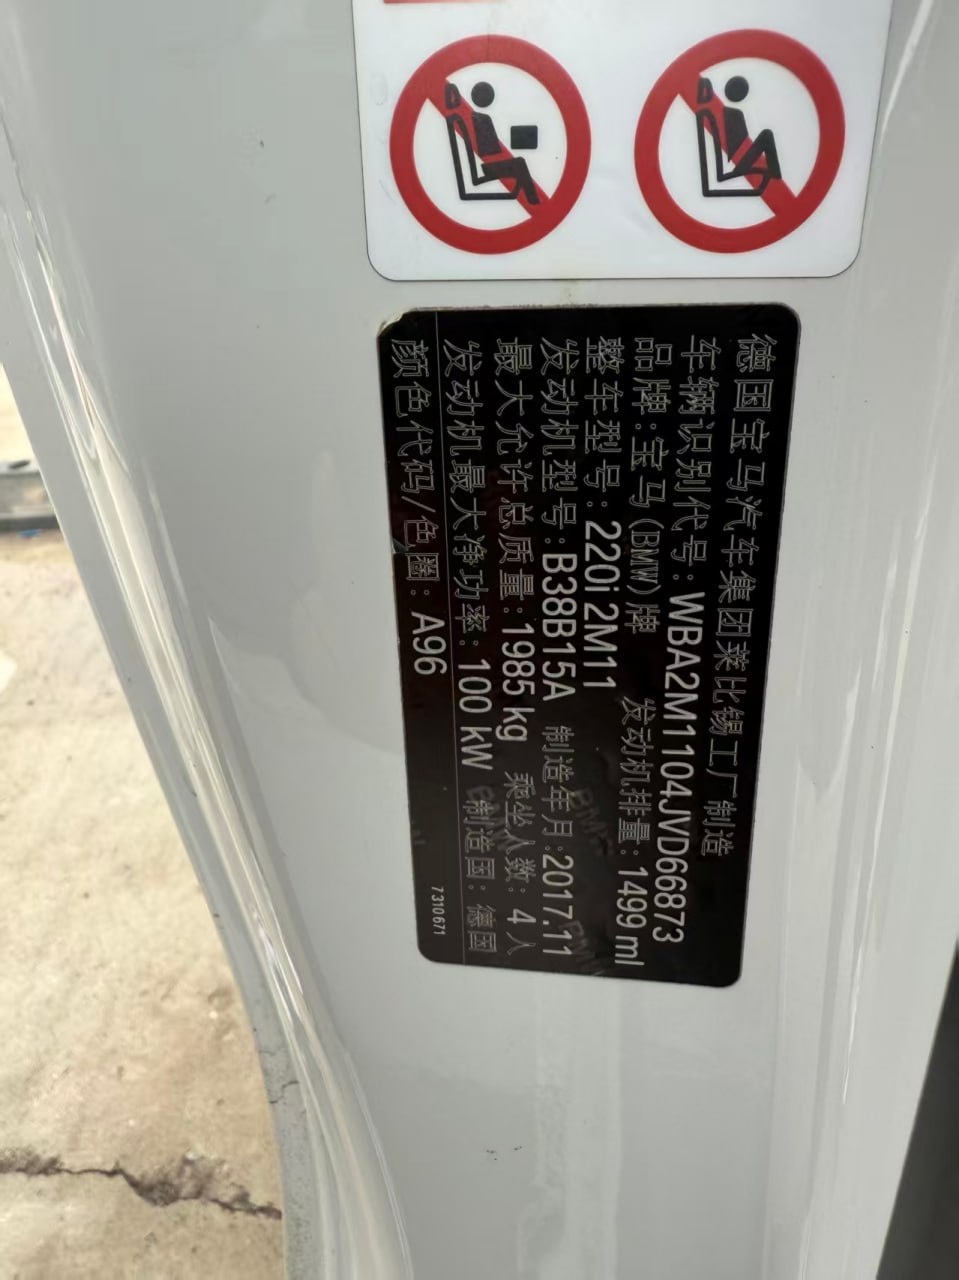 德国宝马汽车集团莱比锡工厂制造
车辆识别代号:WBA2M1104JVD66873
品牌:宝马(BMW)牌 发动机排量:1499 ml
整车型号:220i 2M11
发动机型号:B38B15A 制造年月:2017.11
最大允许总质量:1985 kg 乘坐人数:4人
发动机最大净功率:100 kW 制造国:德国
颜色代码/色圈:A96
7310671